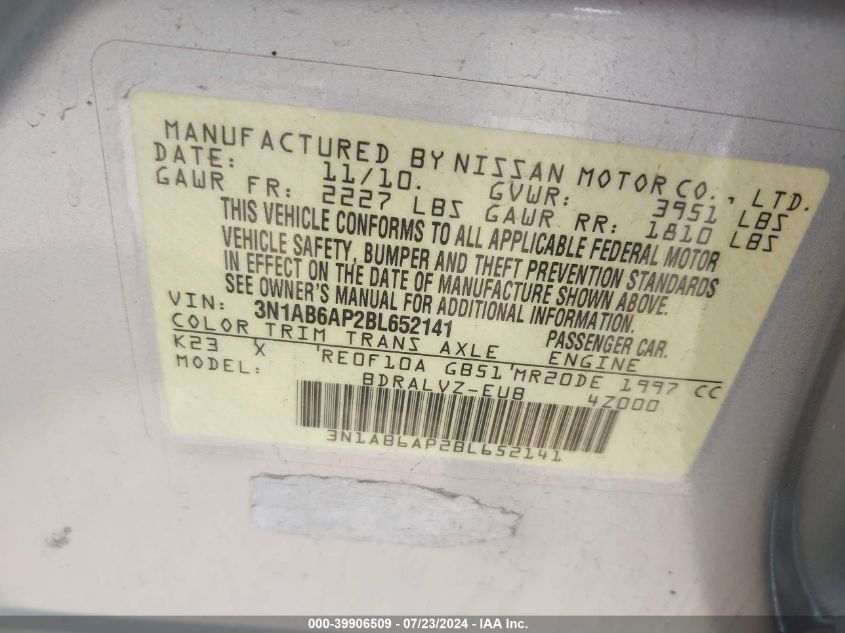 MANUFACTURED BY NISSAN MOTOR CO., LTD.
DATE: 11/10. GVWR: 3951 LBS
GAWR FR: 2227 LBS GAWR RR: 1810 LBS
THIS VEHICLE CONFORMS TO ALL APPLICABLE FEDERAL MOTOR
VEHICLE SAFETY, BUMPER AND THEFT PREVENTION STANDARDS
IN EFFECT ON THE DATE OF MANUFACTURE SHOWN ABOVE.
SEE OWNER'S MANUAL FOR ADDITIONAL INFORMATION.
VIN: 3N1AB6AP2BL652141 PASSENGER CAR.
COLOR TRIM TRANS AXLE ENGINE
K23 X 'RE0F10A GB51'MR20DE 1997 CC
MODEL: BDRALVZ-EUB 4Z000
3N1AB6AP2BL652141
000-39906509 | 07/23/2024 - IAA Inc.